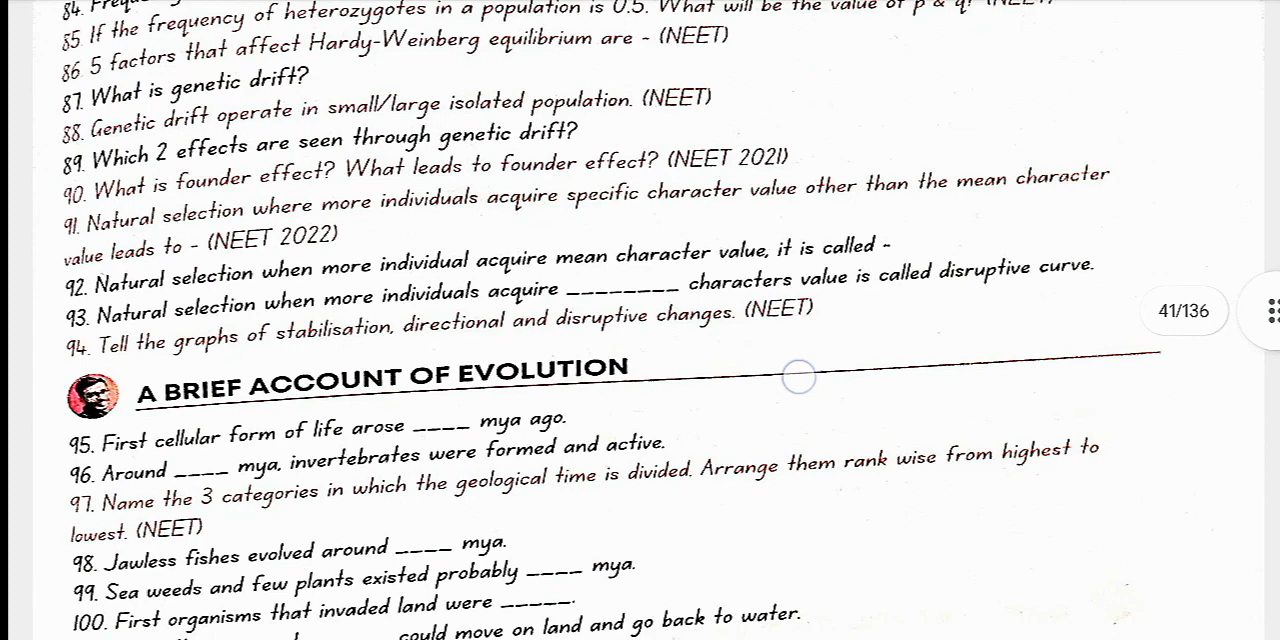 84. Freq
85. If the frequency of heterozygotes in a population is 0.5. What will be the value of p & q? (NEET)
86. 5 factors that affect Hardy-Weinberg equilibrium are - (NEET)
87. What is genetic drift?
88. Genetic drift operate in small/large isolated population. (NEET)
89. Which 2 effects are seen through genetic drift?
90. What is founder effect? What leads to founder effect? (NEET 2021)
91. Natural selection where more individuals acquire specific character value other than the mean character
value leads to - (NEET 2022)
92. Natural selection when more individual acquire mean character value, it is called -
93. Natural selection when more individuals acquire ________ characters value is called disruptive curve.
94. Tell the graphs of stabilisation, directional and disruptive changes. (NEET)
41/136
A BRIEF ACCOUNT OF EVOLUTION
95. First cellular form of life arose ____ mya ago.
96. Around ____ mya, invertebrates were formed and active.
97. Name the 3 categories in which the geological time is divided. Arrange them rank wise from highest to
lowest. (NEET)
98. Jawless fishes evolved around ____ mya.
99. Sea weeds and few plants existed probably ____ mya.
100. First organisms that invaded land were _____.
could move on land and go back to water.